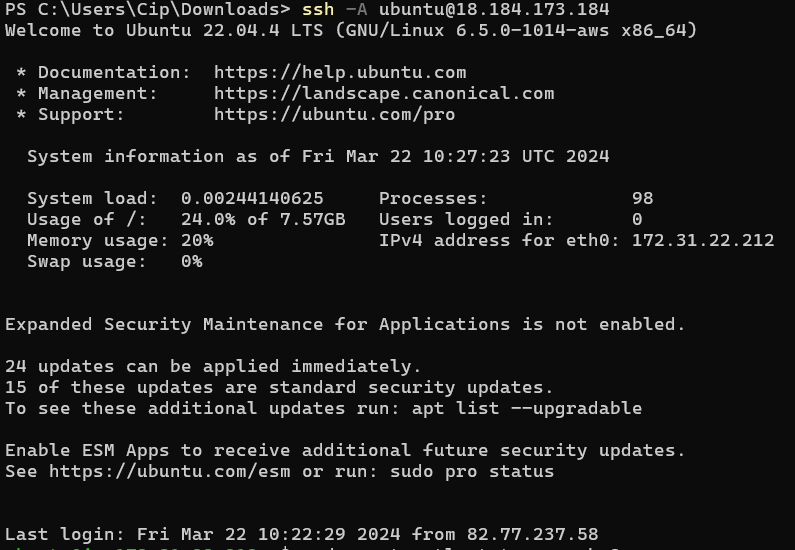 PS C:\Users\Cip\Downloads> ssh -A ubuntu@18.184.173.184
Welcome to Ubuntu 22.04.4 LTS (GNU/Linux 6.5.0-1014-aws x86_64)
* Documentation: https://help.ubuntu.com
* Management: https://landscape.canonical.com
* Support: https://ubuntu.com/pro
System information as of Fri Mar 22 10:27:23 UTC 2024
System load: 0.00244140625 Processes: 98
Usage of /: 24.0% of 7.57GB Users logged in: 0
Memory usage: 20% IPv4 address for eth0: 172.31.22.212
Swap usage: 0%
Expanded Security Maintenance for Applications is not enabled.
24 updates can be applied immediately.
15 of these updates are standard security updates.
To see these additional updates run: apt list --upgradable
Enable ESM Apps to receive additional future security updates.
See https://ubuntu.com/esm or run: sudo pro status
Last login: Fri Mar 22 10:22:29 2024 from 82.77.237.58